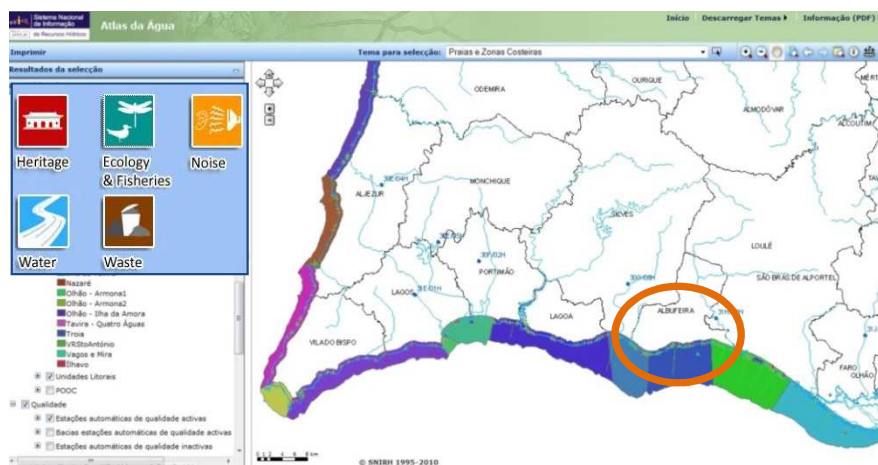 Sistema Nacional
de Informação
de Recursos Hídricos
Atlas da Água
Início Descarregar Temas Informação (PDF)
Imprimir
Tema para selecção: Praias e Zonas Costeiras
Resultados da selecção
Heritage
Ecology
& Fisheries
Noise
Water
Waste
Nazaré
Olhão - Armona1
Olhão - Armona2
Olhão - Ilha da Amora
Tavira - Quatro Águas
Troia
VRStoAntónio
Vagos e Mira
Ílhavo
Unidades Litorais
POOC
Qualidade
Estações automáticas de qualidade activas
Bacias estações automáticas de qualidade activas
Estações automáticas de qualidade inactivas
ODEMIRA
OURIQUE
ALMODÔVAR
ALCOUTIM
ALJEZUR
MONCHIQUE
SILVES
LOULÉ
PORTIMÃO
SÃO BRÁS DE ALPORTEL
LAGOS
31E/01H
LAGOA
ALBUFEIRA
VILA DO BISPO
FARO
OLHÃO
© SNIRH 1995-2010